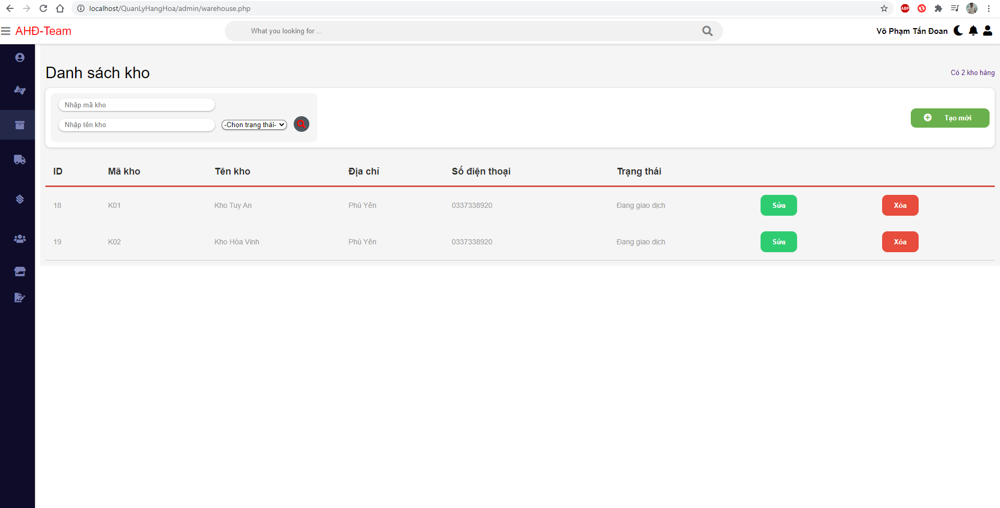 localhost/QuanLyHangHoa/admin/warehouse.php
ABP
AHĐ-Team
What you looking for ...
Võ Phạm Tấn Đoan
Danh sách kho
Có 2 kho hàng
Nhập mã kho
Nhập tên kho
-Chọn trạng thái-
Tạo mới
ID Mã kho Tên kho Địa chỉ Số điện thoại Trạng thái
18 K01 Kho Tuy An Phú Yên 0337338920 Đang giao dịch Sửa Xóa
19 K02 Kho Hòa Vinh Phú Yên 0337338920 Đang giao dịch Sửa Xóa